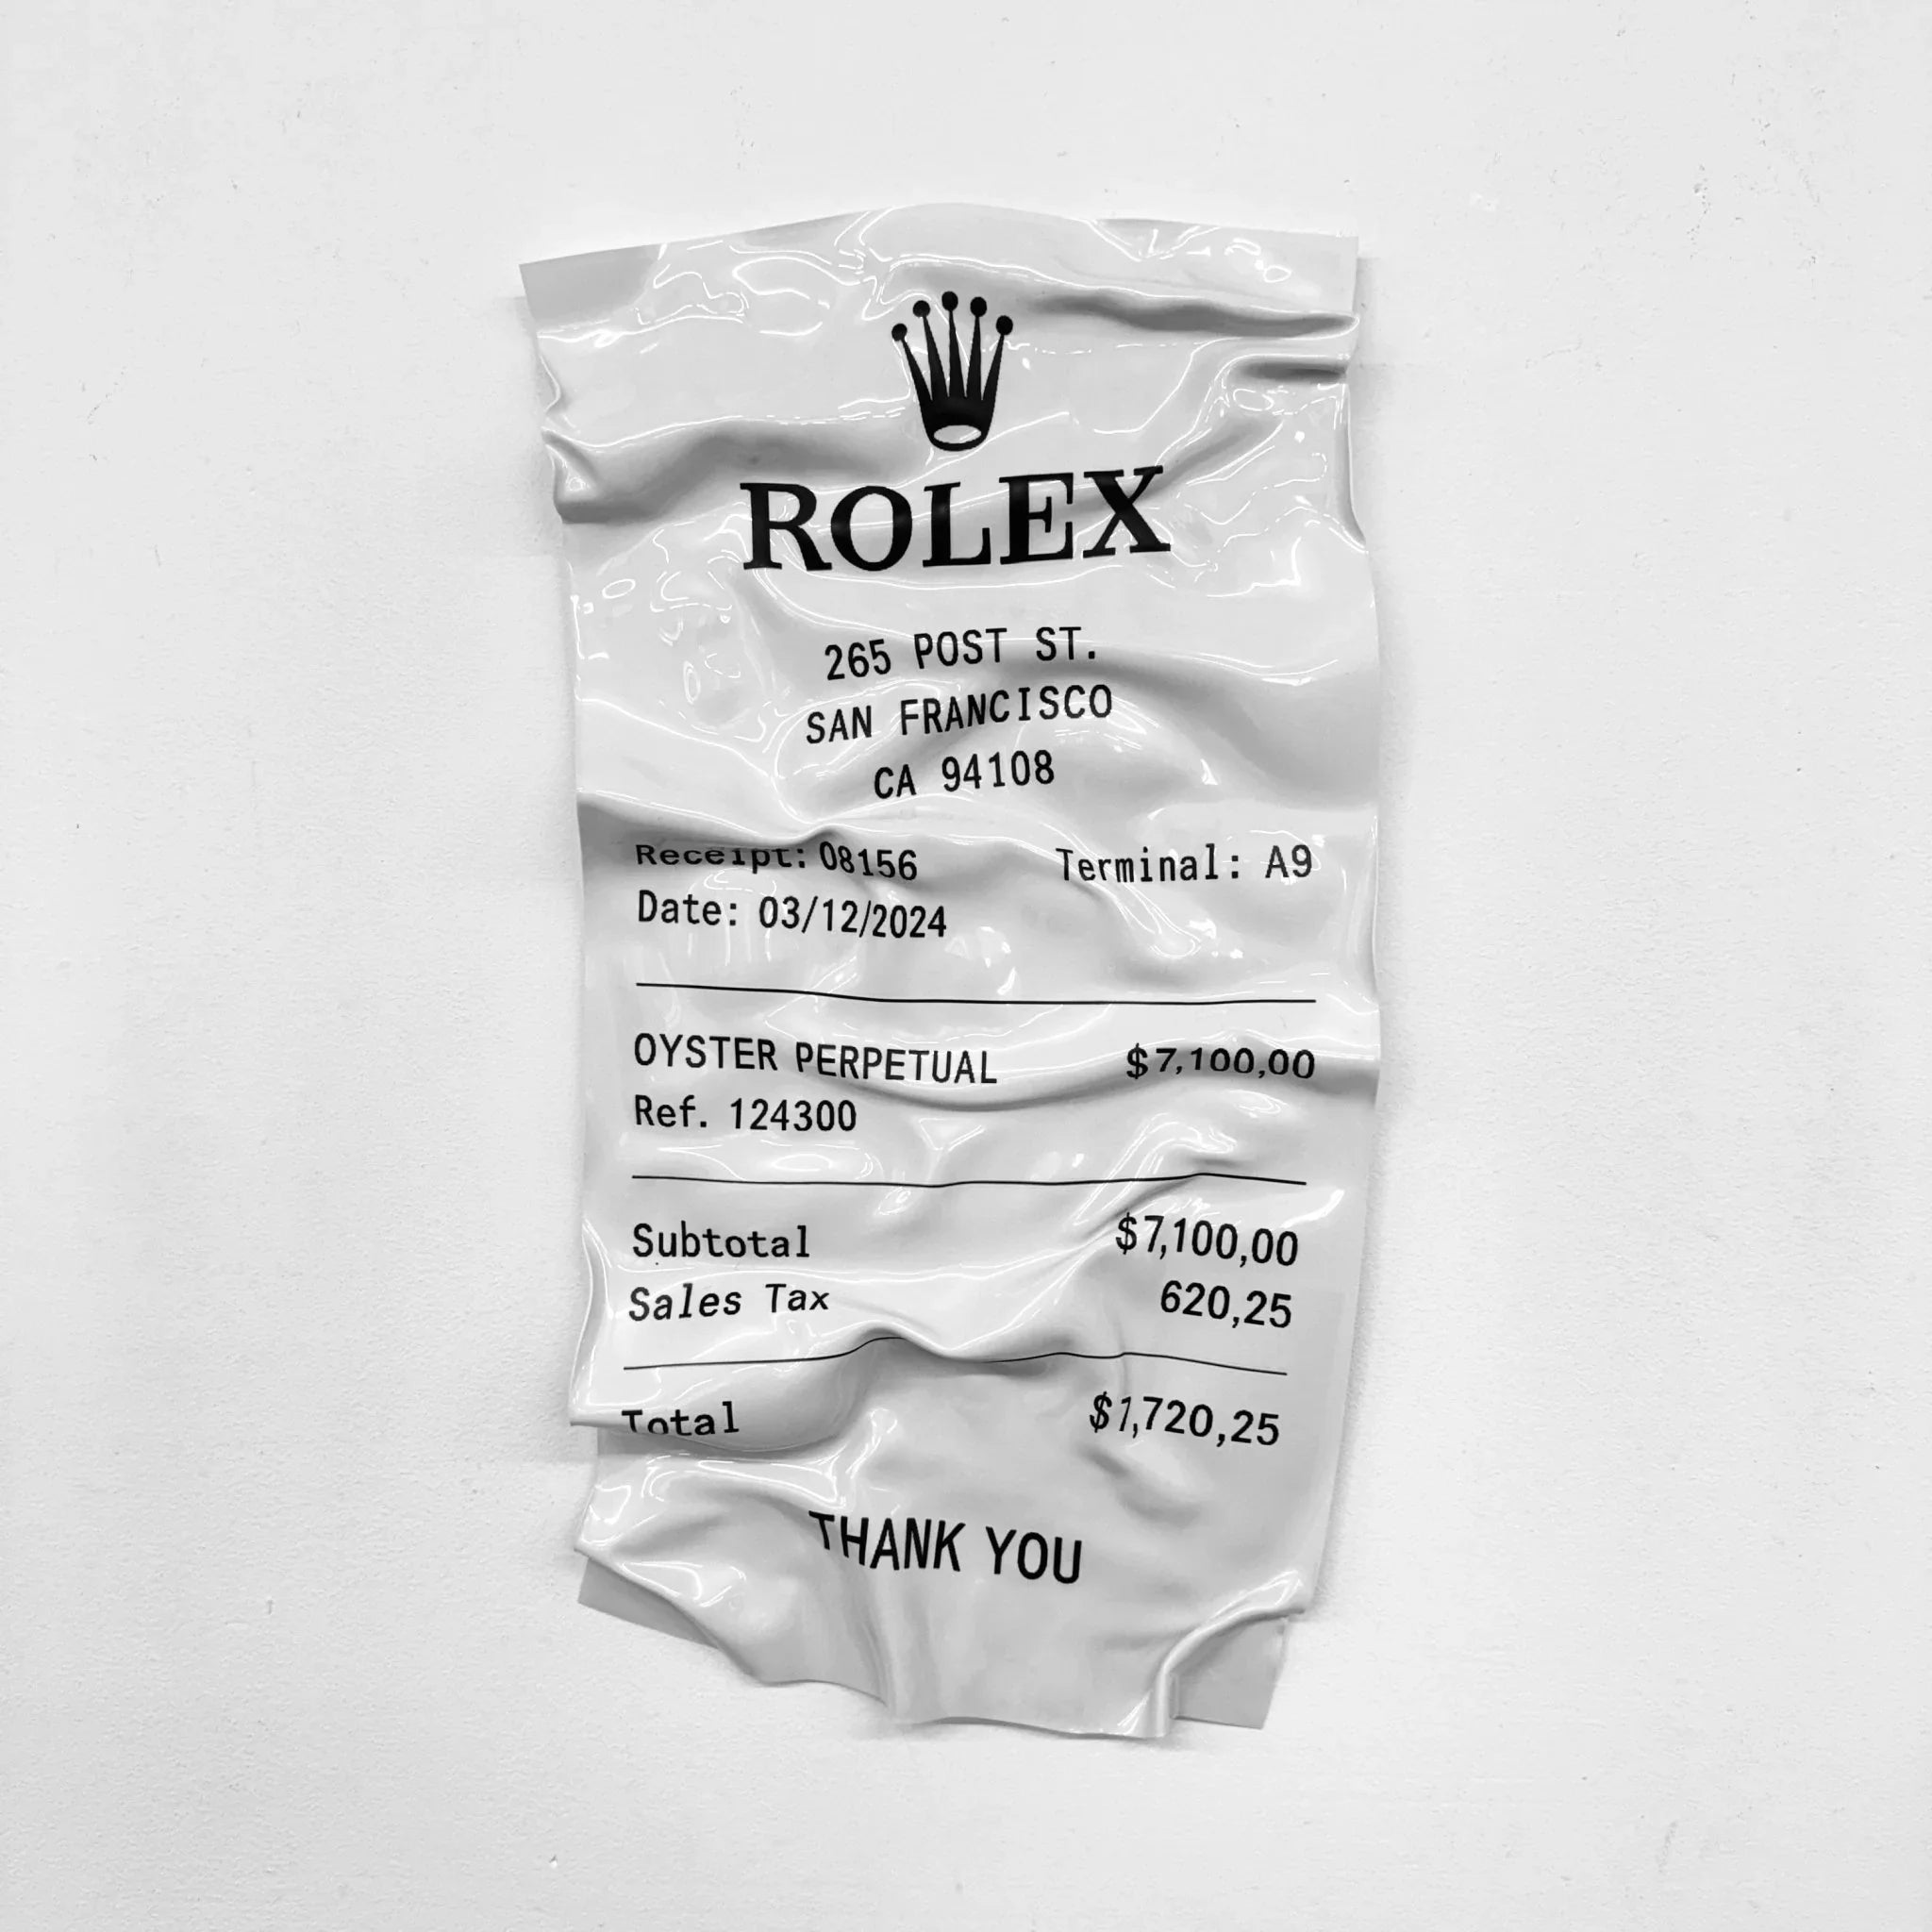 ROLEX
265 POST ST.
SAN FRANCISCO
CA 94108
Receipt: 08156 Terminal: A9
Date: 03/12/2024
OYSTER PERPETUAL $7,100,00
Ref. 124300
Subtotal $7,100,00
Sales Tax 620,25
Total $1,720,25
THANK YOU